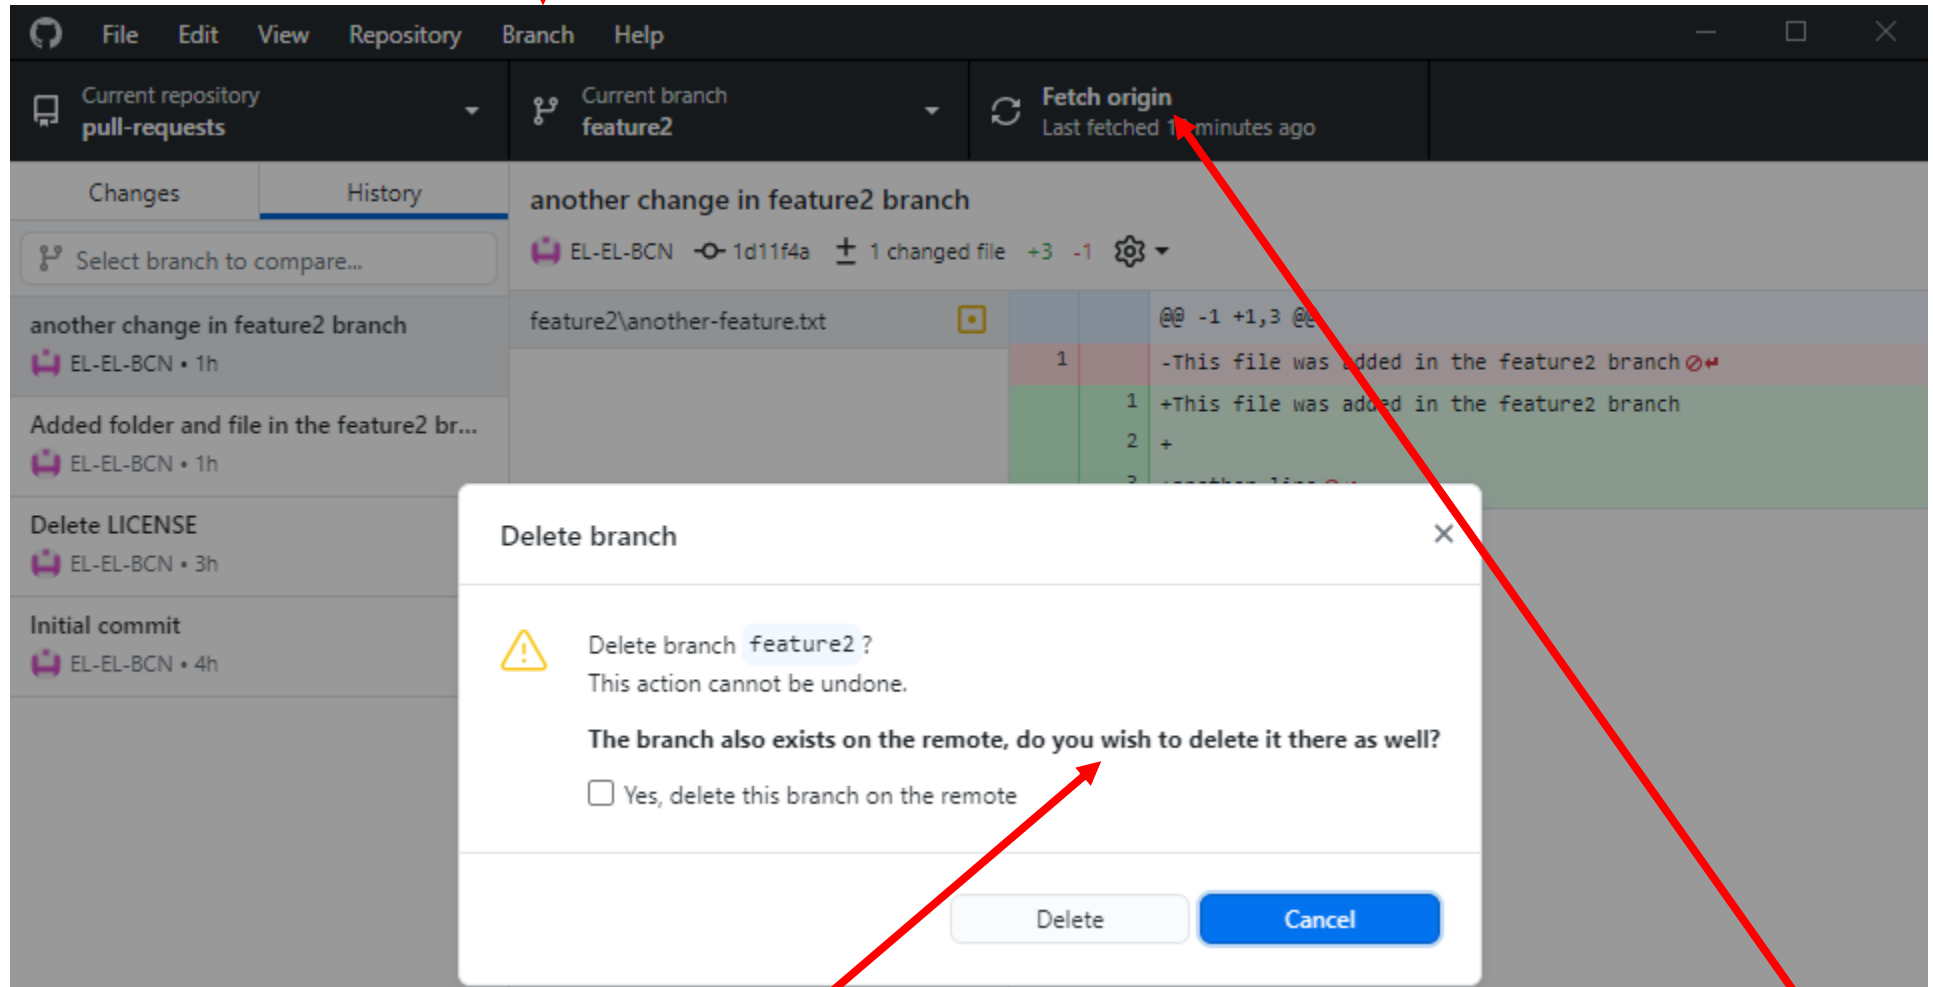 File Edit View Repository Branch Help
Current repository
pull-requests
Current branch
feature2
Fetch origin
Last fetched minutes ago
Changes History
Select branch to compare...
another change in feature2 branch
EL-EL-BCN • 1h
Added folder and file in the feature2 br...
EL-EL-BCN • 1h
Delete LICENSE
EL-EL-BCN • 3h
Initial commit
EL-EL-BCN • 4h
another change in feature2 branch
EL-EL-BCN 1d11f4a 1 changed file +3 -1
feature2\another-feature.txt
@@ -1 +1,3 @@
1 -This file was added in the feature2 branch
1 +This file was added in the feature2 branch
2 +
3 +another line
Delete branch
Delete branch feature2?
This action cannot be undone.
The branch also exists on the remote, do you wish to delete it there as well?
Yes, delete this branch on the remote
Delete Cancel